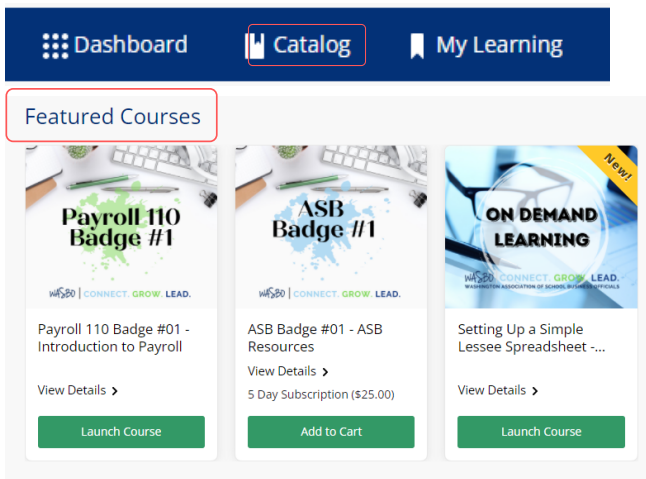 Dashboard Catalog My Learning
Featured Courses
Payroll 110
Badge #1
WASBO | CONNECT. GROW. LEAD.
Payroll 110 Badge #01 -
Introduction to Payroll
View Details >
Launch Course
ASB
Badge #1
WASBO | CONNECT. GROW. LEAD.
ASB Badge #01 - ASB
Resources
View Details >
5 Day Subscription ($25.00)
Add to Cart
New!
ON DEMAND
LEARNING
WASBO CONNECT. GROW. LEAD.
WASHINGTON ASSOCIATION OF SCHOOL BUSINESS OFFICIALS
Setting Up a Simple
Lessee Spreadsheet -...
View Details >
Launch Course